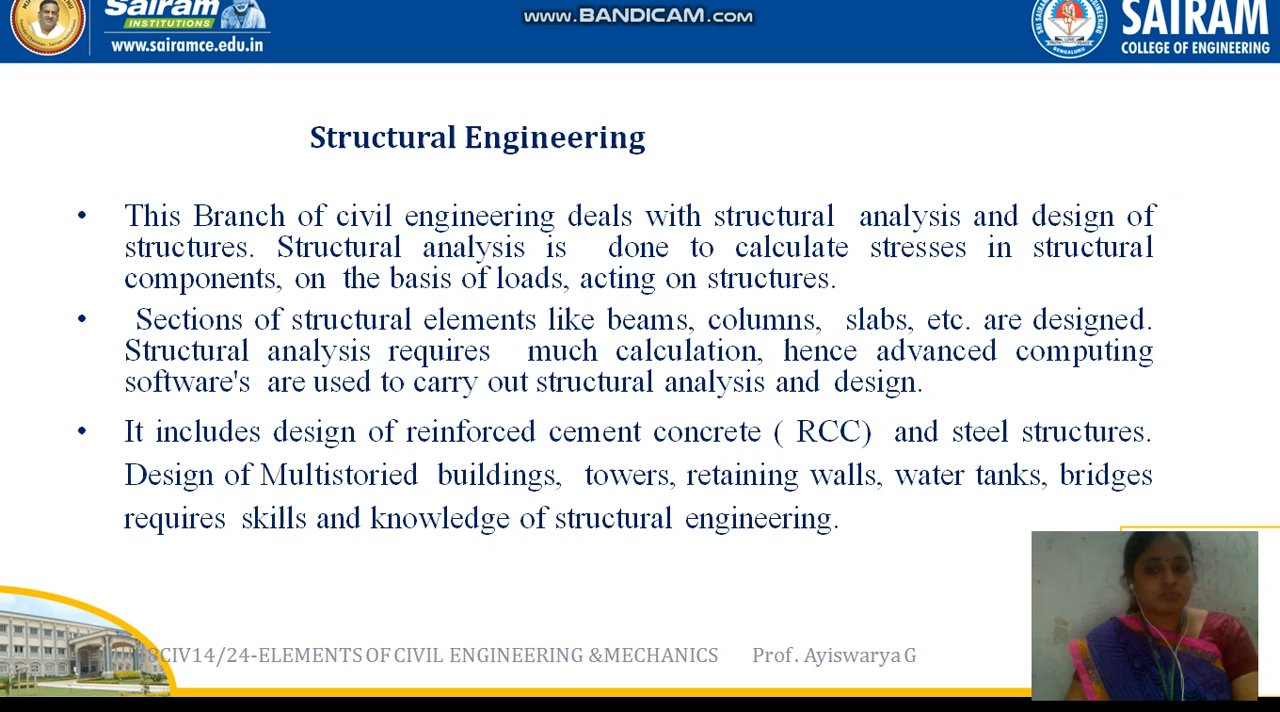 www.BANDICAM.com
Sairam
INSTITUTIONS
www.sairamce.edu.in
SAIRAM
COLLEGE OF ENGINEERING
BENGALURU
Structural Engineering
• This Branch of civil engineering deals with structural analysis and design of
structures. Structural analysis is done to calculate stresses in structural
components, on the basis of loads, acting on structures.
• Sections of structural elements like beams, columns, slabs, etc. are designed.
Structural analysis requires much calculation, hence advanced computing
software's are used to carry out structural analysis and design.
• It includes design of reinforced cement concrete ( RCC) and steel structures.
Design of Multistoried buildings, towers, retaining walls, water tanks, bridges
requires skills and knowledge of structural engineering.
8CIV14/24-ELEMENTS OF CIVIL ENGINEERING &MECHANICS Prof. Ayiswarya G